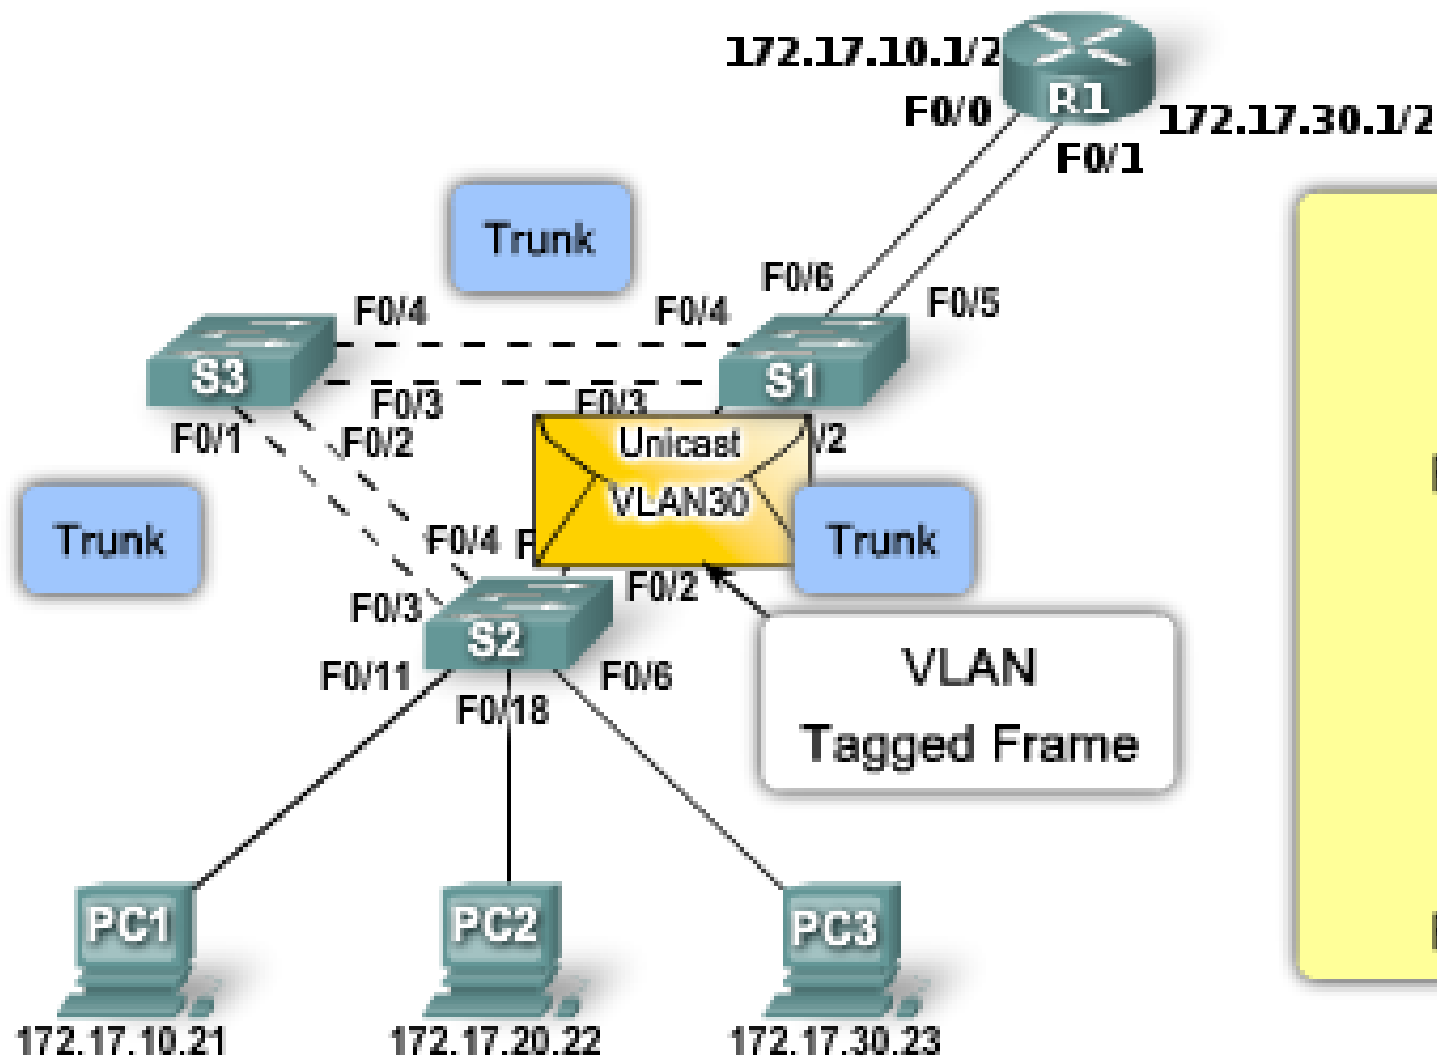 172.17.10.1/2
R1
F0/0
172.17.30.1/2
F0/1
Trunk
F0/6
F0/5
F0/4
F0/4
S3
S1
F0/3
F0/3
F0/1
F0/2
/2
Unicast
VLAN30
Trunk
Trunk
F0/4
F0/2
F0/3
S2
F0/11
F0/6
F0/18
VLAN
Tagged Frame
PC1
PC2
PC3
172.17.10.21
172.17.20.22
172.17.30.23